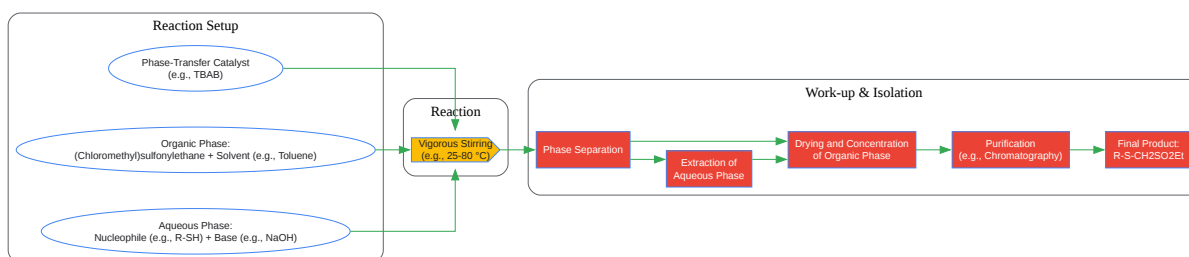 Reaction Setup
Phase-Transfer Catalyst
(e.g., TBAB)
Organic Phase:
(Chloromethyl)sulfonylethane + Solvent (e.g., Toluene)
Aqueous Phase:
Nucleophile (e.g., R-SH) + Base (e.g., NaOH)
Reaction
Vigorous Stirring
(e.g., 25-80 °C)
Work-up & Isolation
Phase Separation
Extraction of
Aqueous Phase
Drying and Concentration
of Organic Phase
Purification
(e.g., Chromatography)
Final Product:
R-S-CH2SO2Et